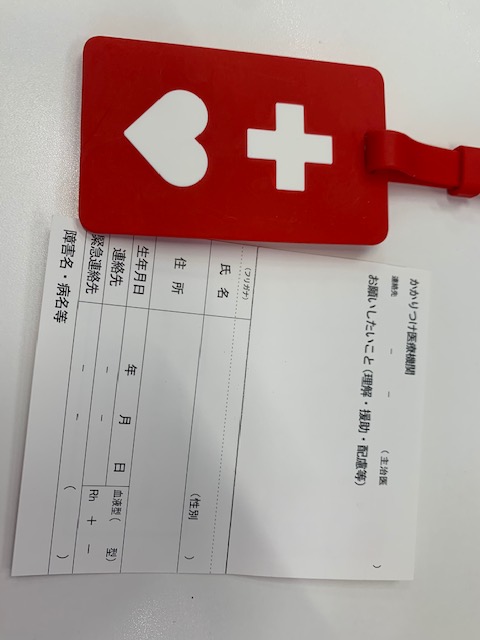 (フリガナ)
氏 名 (性別 )
住 所
生年月日 年 月 日 血液型( 型)
連絡先 - - Rh + -
緊急連絡先 - -
障害名・病名等 ( )
かかりつけ医療機関 (主治医 )
連絡先 - -
お願いしたいこと(理解・援助・配慮等)